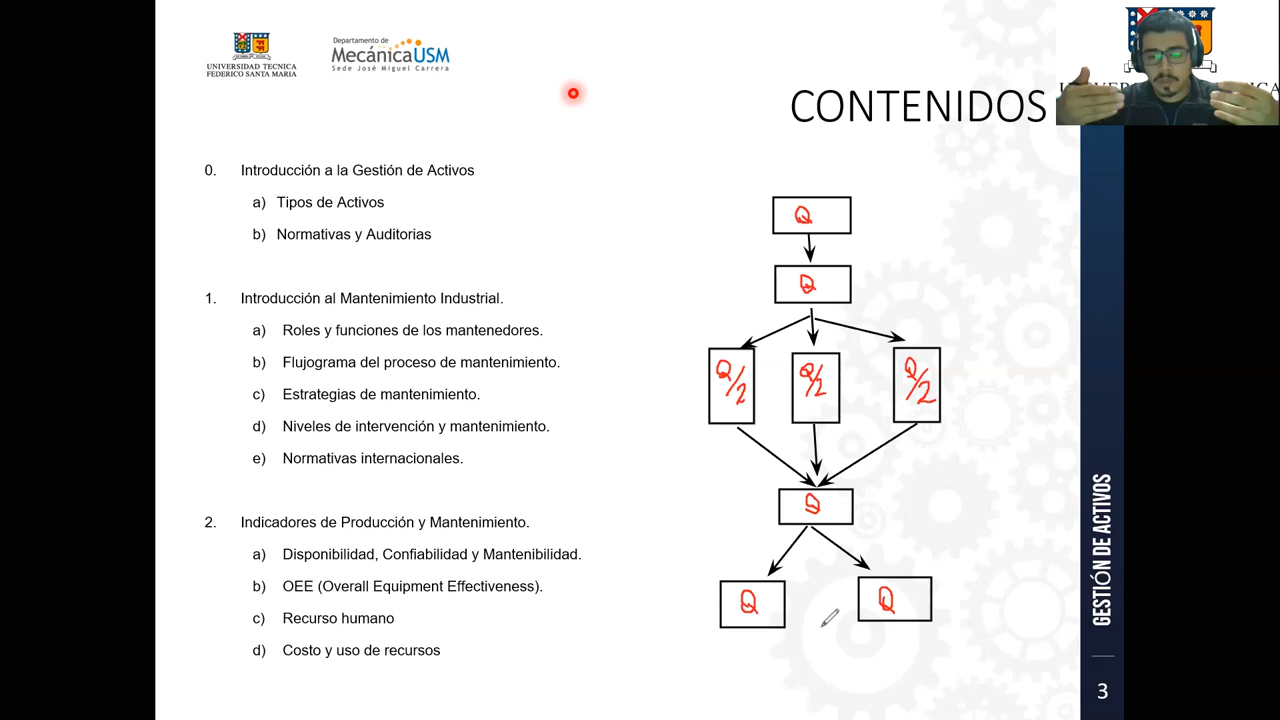 UNIVERSIDAD TECNICA
FEDERICO SANTA MARIA
Departamento de
MecánicaUSM
Sede José Miguel Carrera
CONTENIDOS
0. Introducción a la Gestión de Activos
a) Tipos de Activos
b) Normativas y Auditorias
1. Introducción al Mantenimiento Industrial.
a) Roles y funciones de los mantenedores.
b) Flujograma del proceso de mantenimiento.
c) Estrategias de mantenimiento.
d) Niveles de intervención y mantenimiento.
e) Normativas internacionales.
2. Indicadores de Producción y Mantenimiento.
a) Disponibilidad, Confiabilidad y Mantenibilidad.
b) OEE (Overall Equipment Effectiveness).
c) Recurso humano
d) Costo y uso de recursos
Q
Q
Q/2 Q/2 Q/2
Q
Q Q
GESTIÓN DE ACTIVOS
3